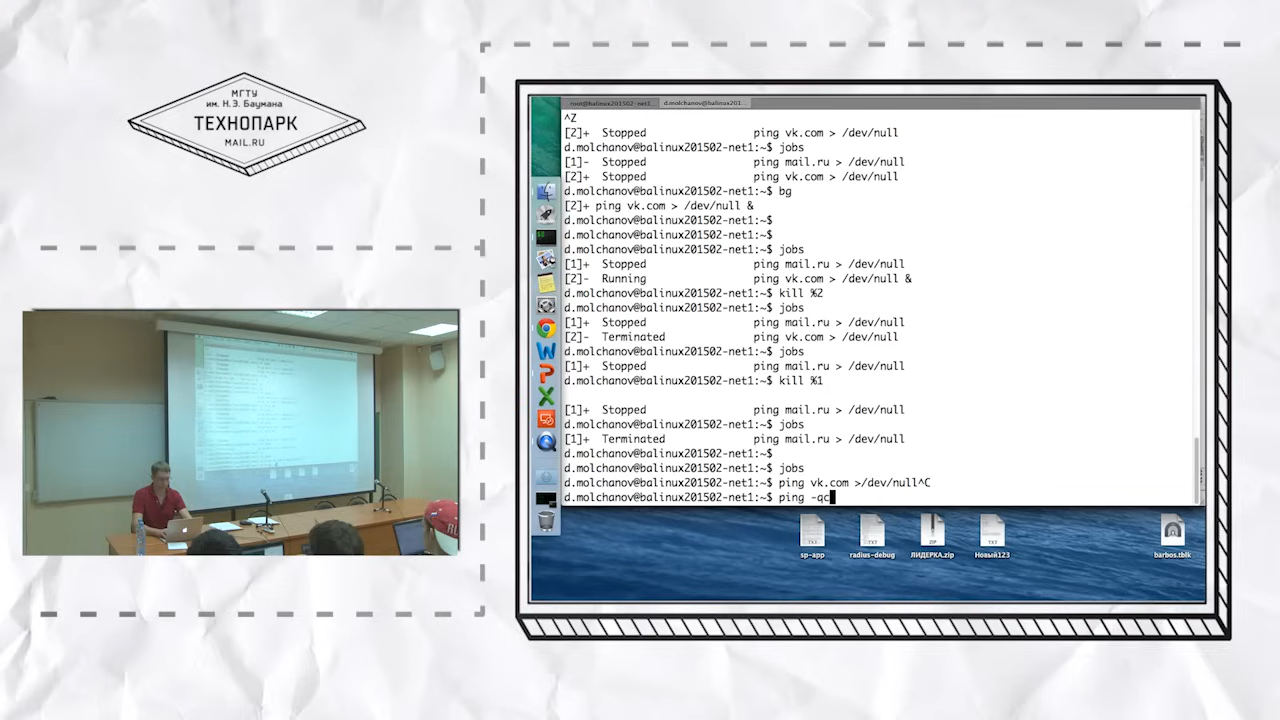 МГТУ
им. Н.Э. Баумана
ТЕХНОПАРК
MAIL.RU
root@balinux201502-net1... d.molchanov@balinux201...
^Z
[2]+ Stopped ping vk.com > /dev/null
d.molchanov@balinux201502-net1:~$ jobs
[1]- Stopped ping mail.ru > /dev/null
[2]+ Stopped ping vk.com > /dev/null
d.molchanov@balinux201502-net1:~$ bg
[2]+ ping vk.com > /dev/null &
d.molchanov@balinux201502-net1:~$
d.molchanov@balinux201502-net1:~$
d.molchanov@balinux201502-net1:~$ jobs
[1]+ Stopped ping mail.ru > /dev/null
[2]- Running ping vk.com > /dev/null &
d.molchanov@balinux201502-net1:~$ kill %2
d.molchanov@balinux201502-net1:~$ jobs
[1]+ Stopped ping mail.ru > /dev/null
[2]- Terminated ping vk.com > /dev/null
d.molchanov@balinux201502-net1:~$ jobs
[1]+ Stopped ping mail.ru > /dev/null
d.molchanov@balinux201502-net1:~$ kill %1
[1]+ Stopped ping mail.ru > /dev/null
d.molchanov@balinux201502-net1:~$ jobs
[1]+ Terminated ping mail.ru > /dev/null
d.molchanov@balinux201502-net1:~$
d.molchanov@balinux201502-net1:~$ jobs
d.molchanov@balinux201502-net1:~$ ping vk.com >/dev/null^C
d.molchanov@balinux201502-net1:~$ ping -qc
sp-app radius-debug ЛИДЕРКА.zip Новый123 barbos.tblk